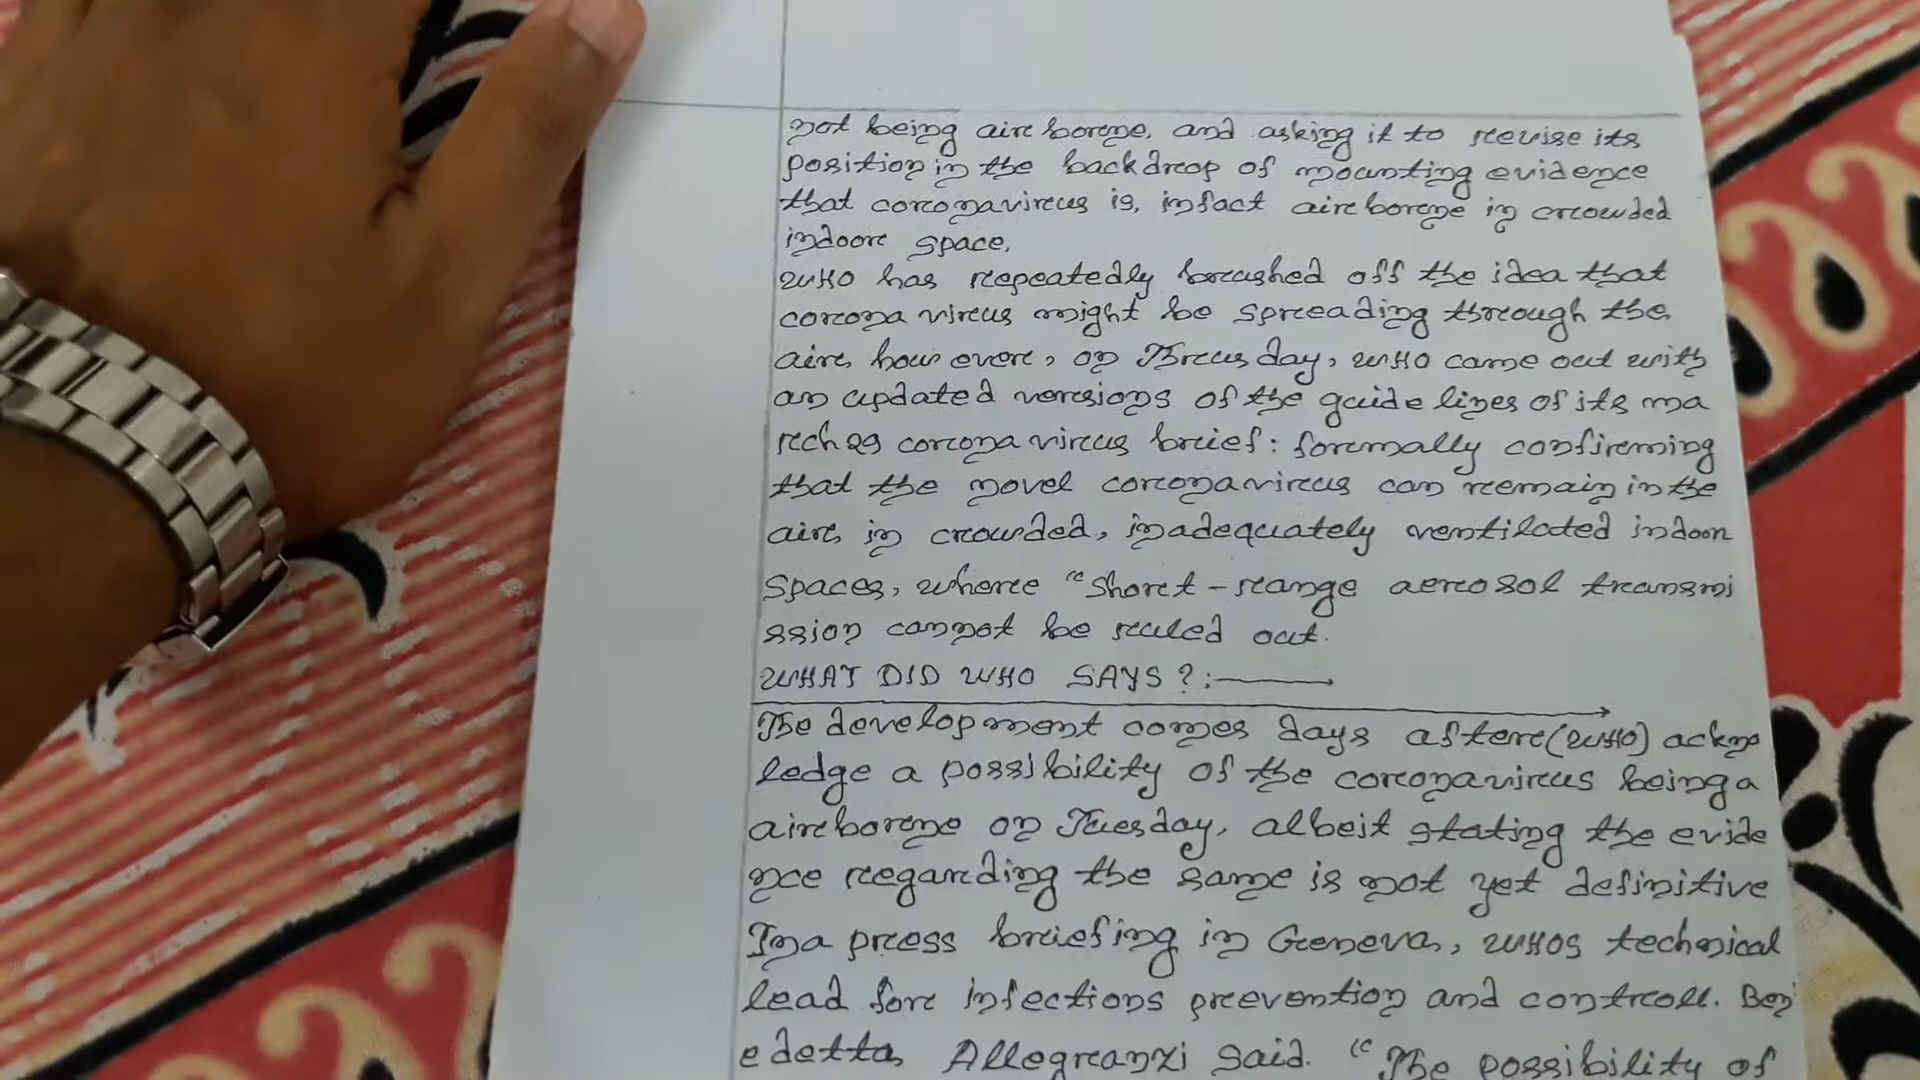 not being air borne, and asking it to revise its
position in the backdrop of mounting evidence
that coronavirus is, infact airborne in crowded
indoor space.
WHO has repeatedly brushed off the idea that
corona virus might be spreading through the
air, how ever, on Thrusday, WHO came out with
an updated versions of the guide lines of its ma
rch 29 corona virus brief: formally confirming
that the novel coronavirus can remain in the
air, in crowded, inadequately ventilated indoor
spaces, where "short-range aerosol transmi
ssion cannot be ruled out.
WHAT DID WHO SAYS ?:
The development comes days after (WHO) ackno
ledge a possibility of the coronavirus being a
airborne on Tuesday, albeit stating the evide
nce regarding the same is not yet definitive
In a press briefing in Geneva, WHOS technical
lead for infections prevention and controll. Ben
edetta Allegranzi said. "The possibility of